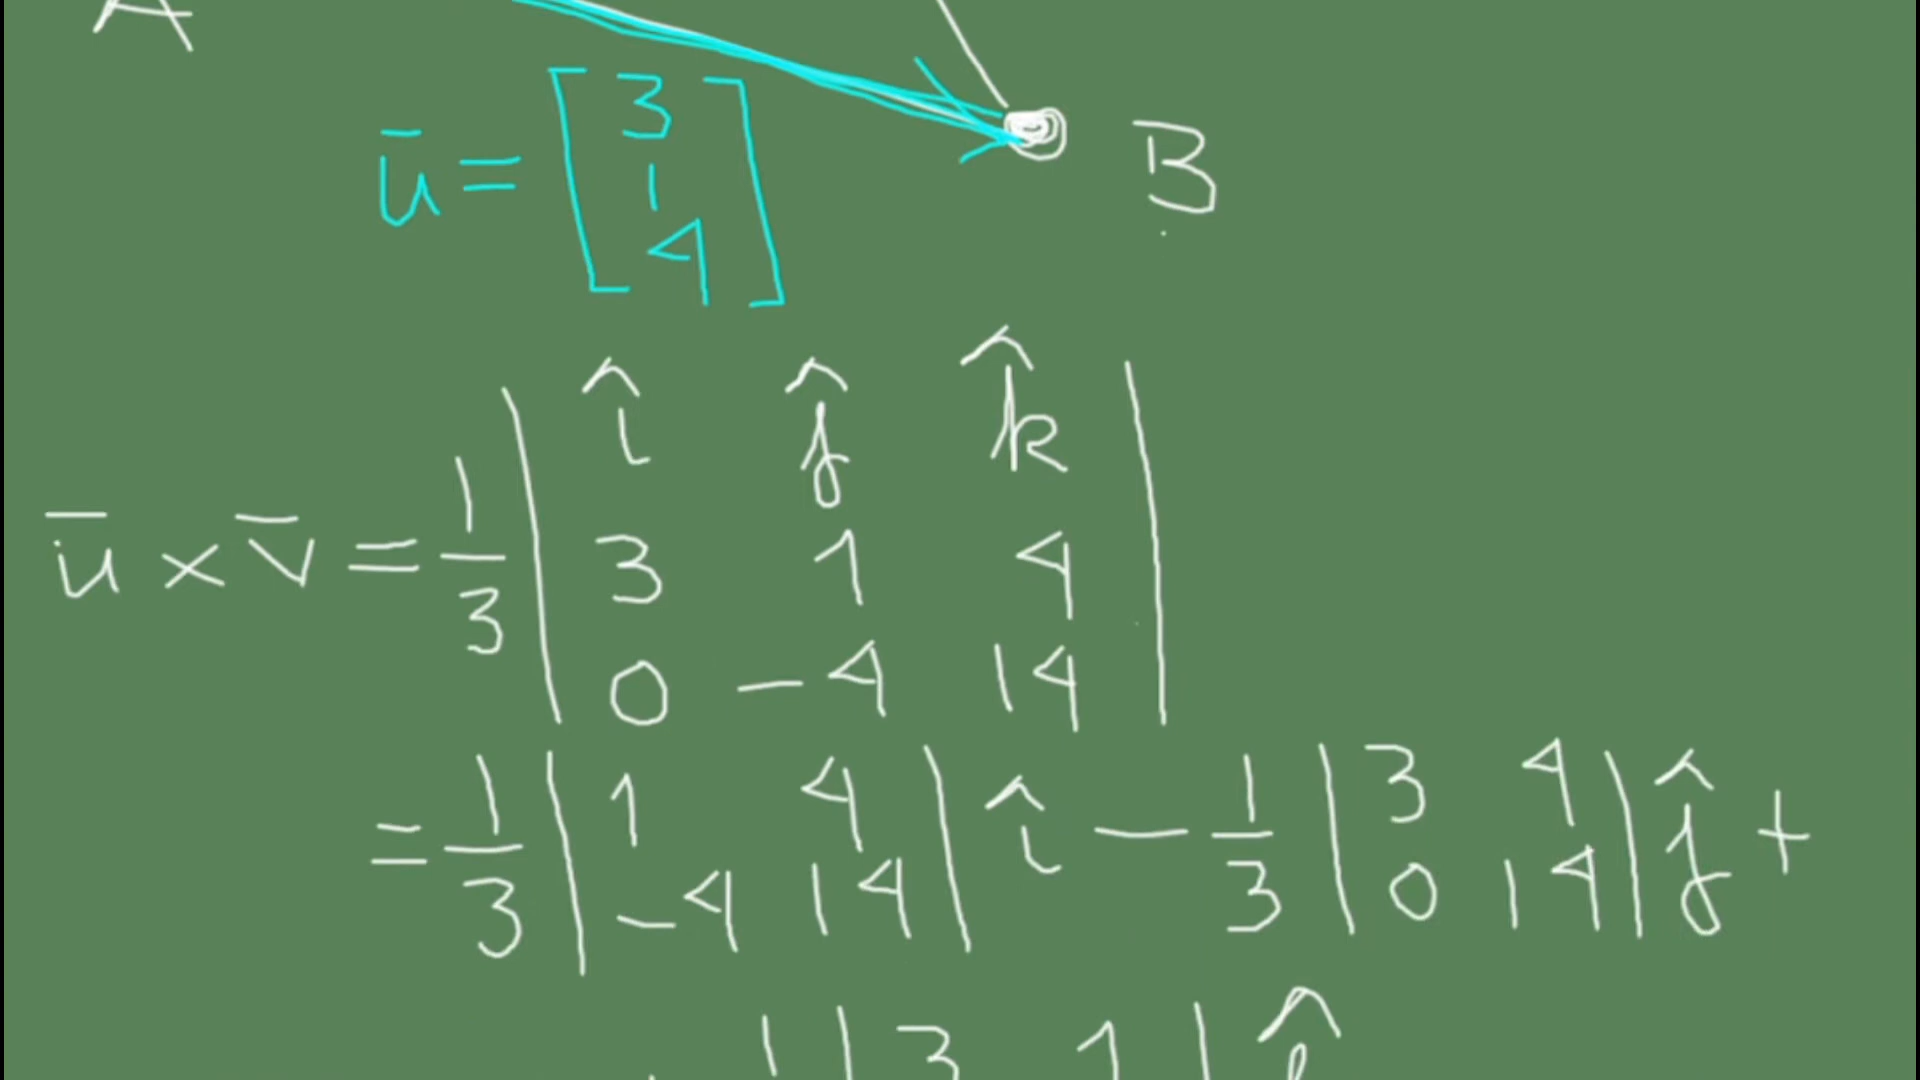 A
B
ū = [3 1 4]
î ĵ k̂
ū × v̄ = 1/3 | 3 1 4 |
0 -4 14
= 1/3 | 1 4 | î - 1/3 | 3 4 | ĵ +
-4 14 0 14
1 | 3 1 |